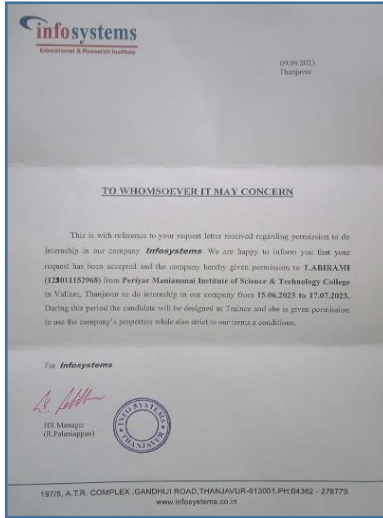 infosystems
Educational & Research Institute
09.09.2023
Thanjavur
TO WHOMSOEVER IT MAY CONCERN
This is with reference to your request letter received regarding permission to do
internship in our company Infosystems. We are happy to inform you that your
request has been accepted and the company hereby given permission to T.ABIRAMI
from Periyar Maniammai Institute of Science & Technology College
in Vallam, Thanjavur to do internship in our company from 15.06.2023 to 17.07.2023.
During this period the candidate will be designed as Trainee and she is given permission
to use the company's properties while also strict to our terms a conditions.
For Infosystems
HR Manager
(R.Palaniappan)
INFO SYSTEMS
THANJAVUR
197/5, A.T.R. COMPLEX ,GANDHIJI ROAD,THANJAVUR-613001.PH:04362 - 278779.
www.infosystems.co.in